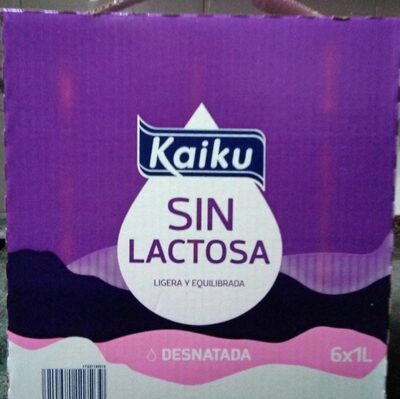 Kaiku
SIN
LACTOSA
LIGERA Y EQUILIBRADA
DESNATADA
6x1L